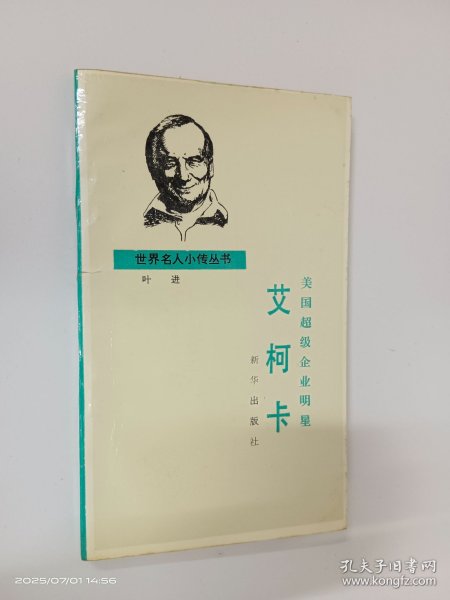 世界名人小传丛书
叶 进
美国超级企业明星
艾柯卡
新华出版社
2025/07/01 14:56
孔夫子旧书网
www.kongfz.com